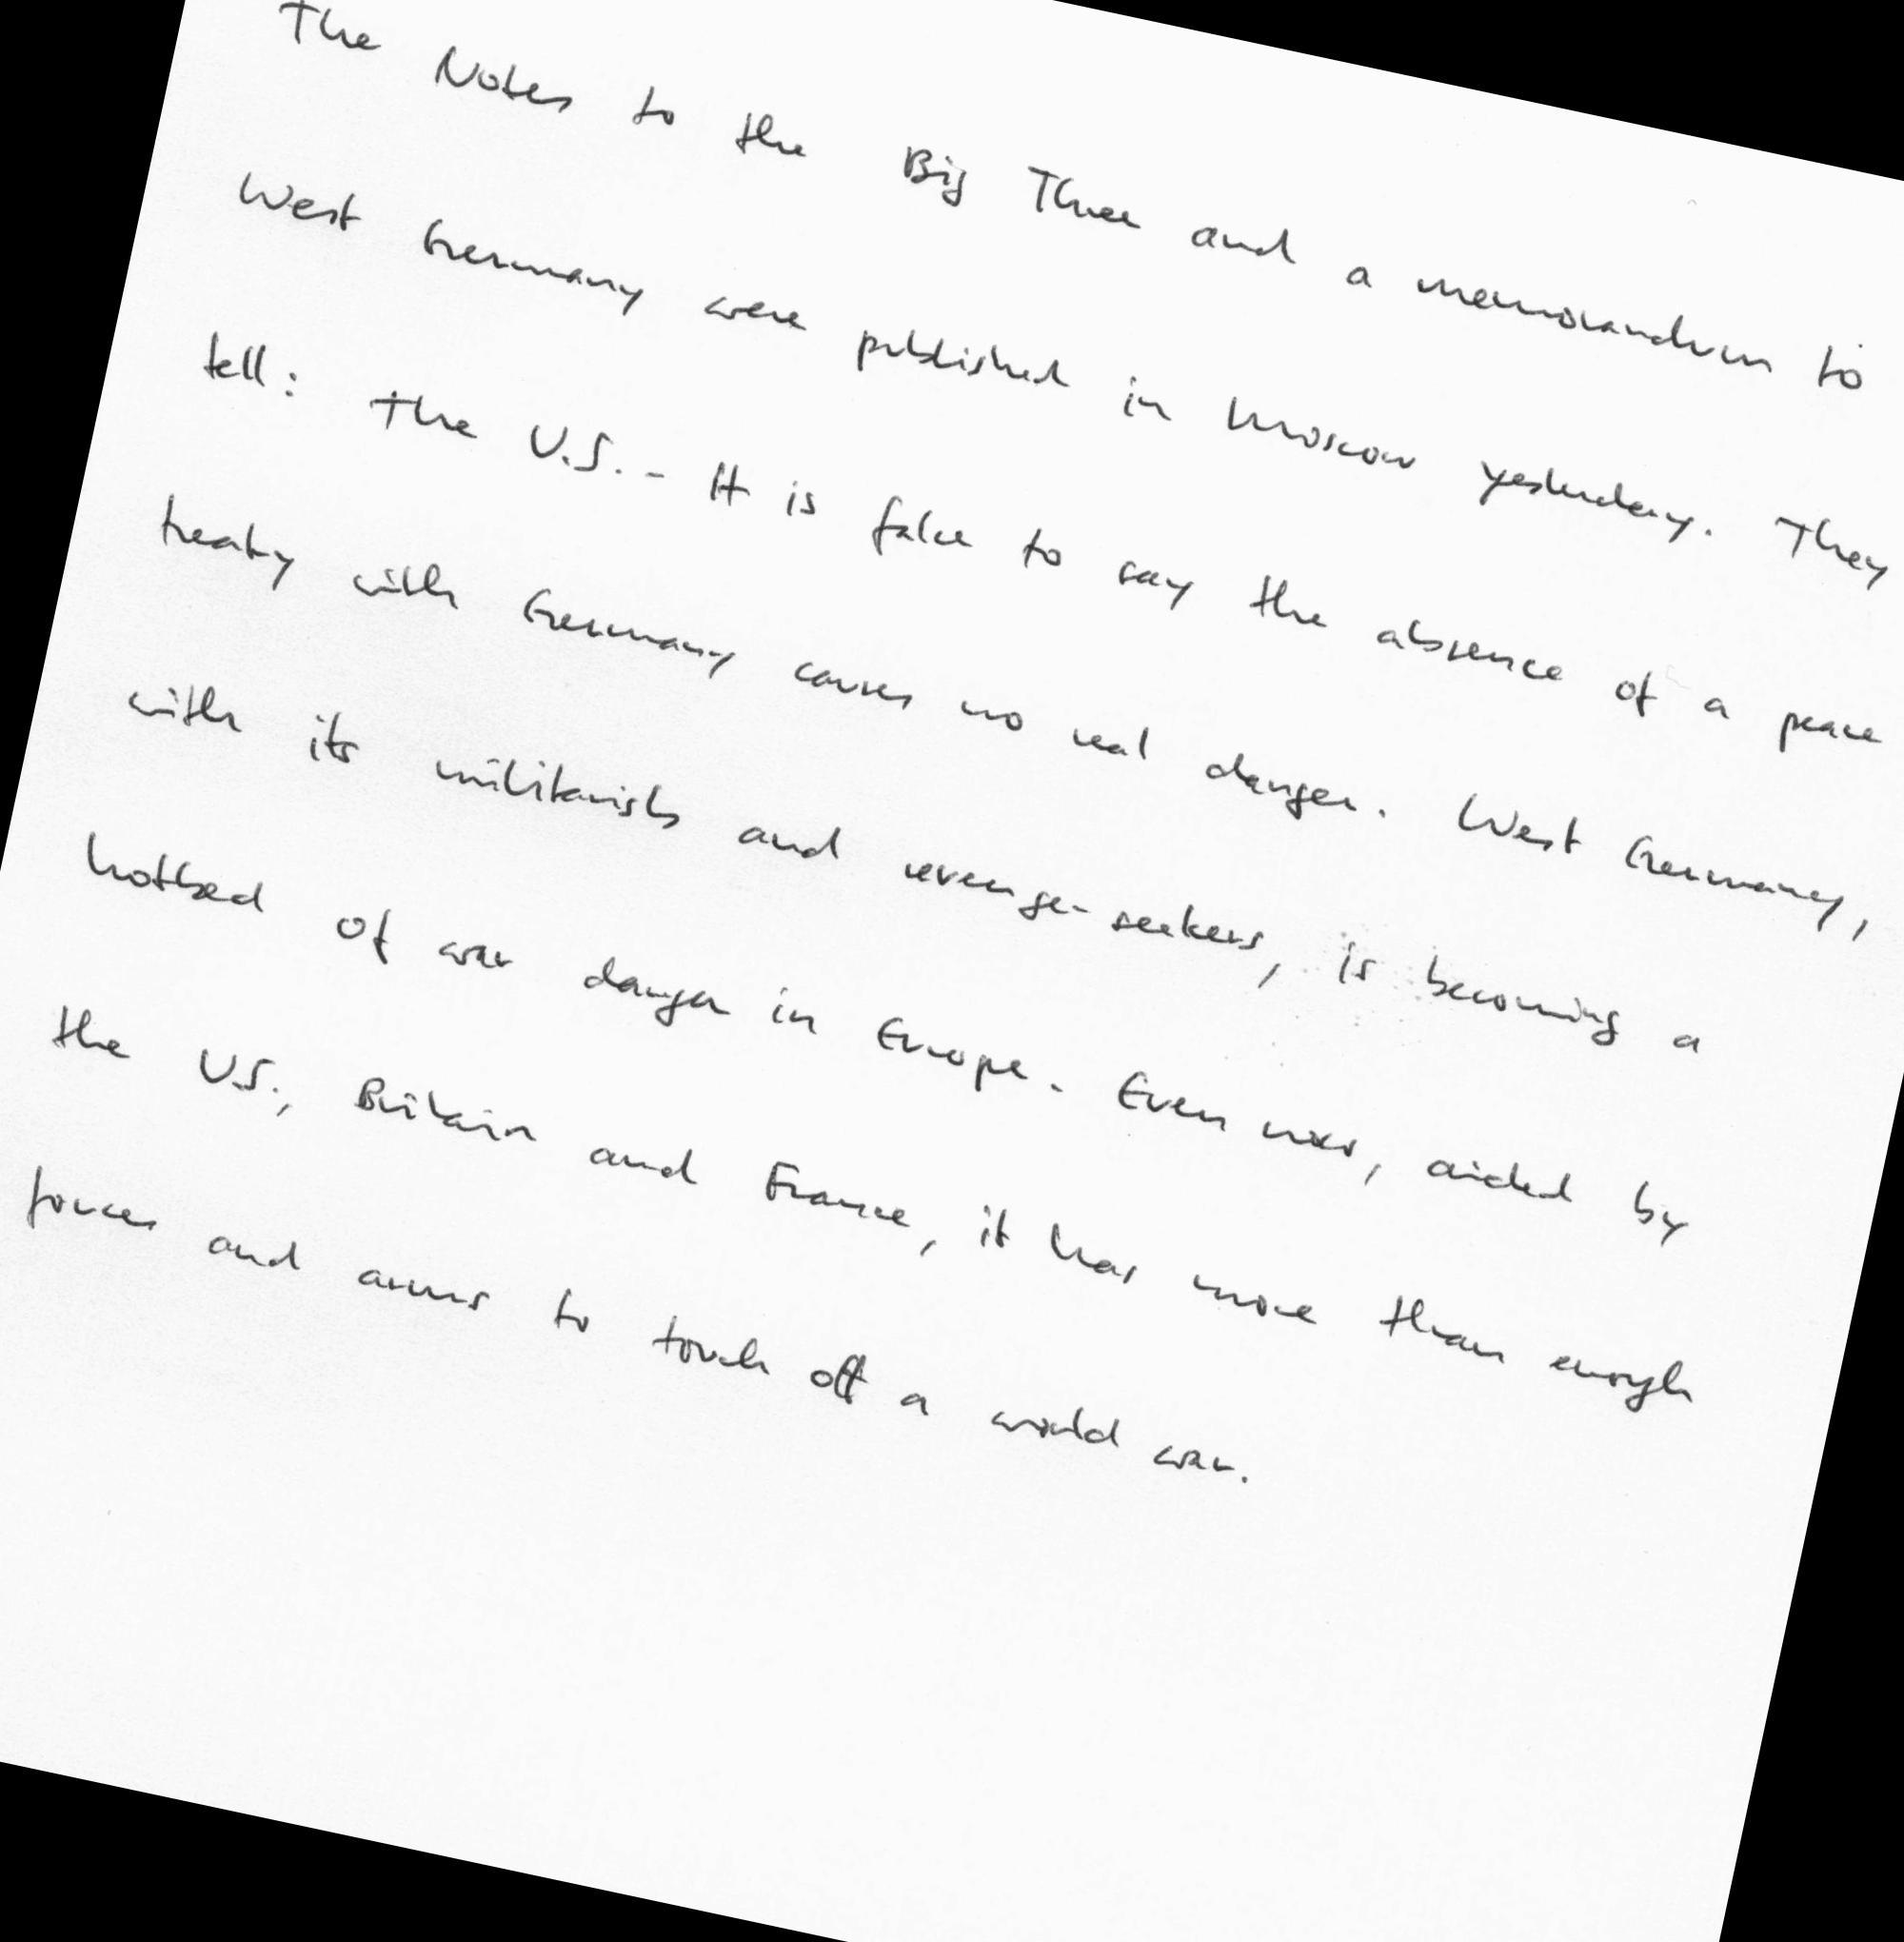 The Notes to the Big Three and a memorandum to
West Germany were published in Moscow yesterday. They
tell: The U.S. - It is false to say the absence of a peace
treaty with Germany causes no real danger. West Germany,
with its militarists and revenge-seekers, is becoming a
hotbed of war danger in Europe. Even now, aided by
the U.S., Britain and France, it has more than enough
forces and arms to touch off a world war.